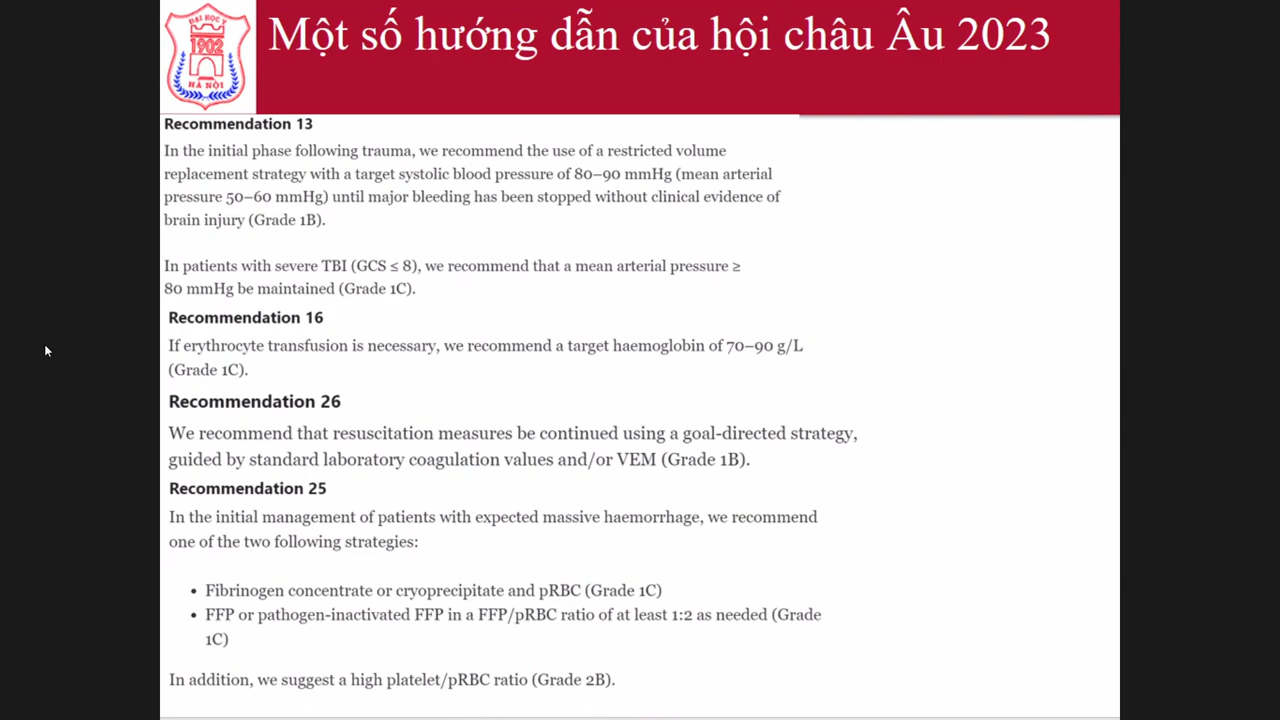 ĐẠI HỌC Y
1902
HÀ NỘI
Một số hướng dẫn của hội châu Âu 2023
Recommendation 13
In the initial phase following trauma, we recommend the use of a restricted volume
replacement strategy with a target systolic blood pressure of 80–90 mmHg (mean arterial
pressure 50–60 mmHg) until major bleeding has been stopped without clinical evidence of
brain injury (Grade 1B).
In patients with severe TBI (GCS ≤ 8), we recommend that a mean arterial pressure ≥
80 mmHg be maintained (Grade 1C).
Recommendation 16
If erythrocyte transfusion is necessary, we recommend a target haemoglobin of 70–90 g/L
(Grade 1C).
Recommendation 26
We recommend that resuscitation measures be continued using a goal-directed strategy,
guided by standard laboratory coagulation values and/or VEM (Grade 1B).
Recommendation 25
In the initial management of patients with expected massive haemorrhage, we recommend
one of the two following strategies:
• Fibrinogen concentrate or cryoprecipitate and pRBC (Grade 1C)
• FFP or pathogen-inactivated FFP in a FFP/pRBC ratio of at least 1:2 as needed (Grade
1C)
In addition, we suggest a high platelet/pRBC ratio (Grade 2B).